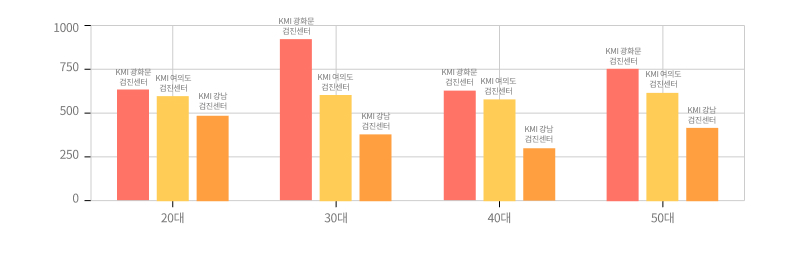 1000
750
500
250
0
KMI 광화문
검진센터
KMI 여의도
검진센터
KMI 강남
검진센터
KMI 광화문
검진센터
KMI 여의도
검진센터
KMI 강남
검진센터
KMI 광화문
검진센터
KMI 여의도
검진센터
KMI 강남
검진센터
KMI 광화문
검진센터
KMI 여의도
검진센터
KMI 강남
검진센터
20대
30대
40대
50대